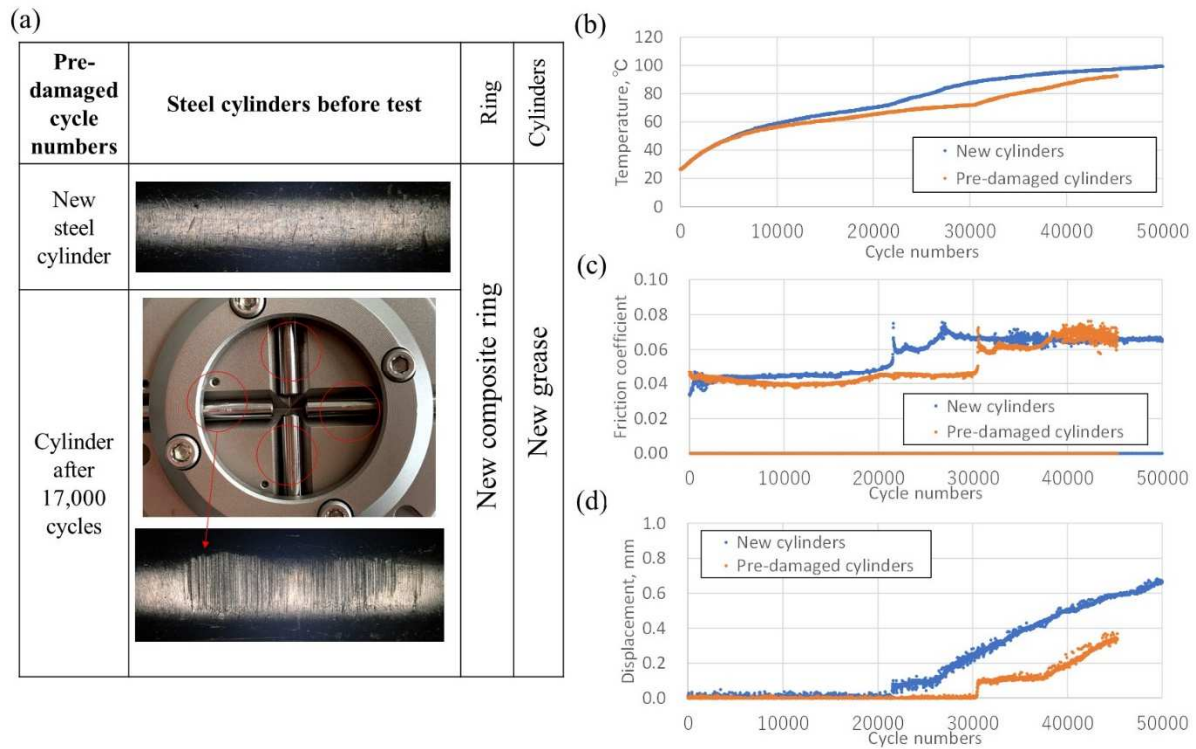 (a)
Pre-
damaged
cycle
numbers
Steel cylinders before test
Ring
Cylinders
New
steel
cylinder
Cylinder
after
17,000
cycles
New composite ring
New grease
(b)
Temperature, °C
120
100
80
60
40
20
0
New cylinders
Pre-damaged cylinders
0 10000 20000 30000 40000 50000
Cycle numbers
(c)
Friction coefficient
0.10
0.08
0.06
0.04
0.02
0.00
New cylinders
Pre-damaged cylinders
0 10000 20000 30000 40000 50000
Cycle numbers
(d)
Displacement, mm
1.0
0.8
0.6
0.4
0.2
0.0
New cylinders
Pre-damaged cylinders
0 10000 20000 30000 40000 50000
Cycle numbers